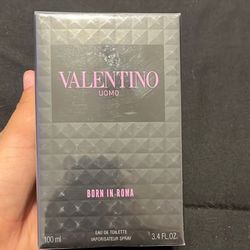 VALENTINO
UOMO
BORN IN ROMA
EAU DE TOILETTE
100 ml VAPORISATEUR SPRAY 3.4 FL.OZ.